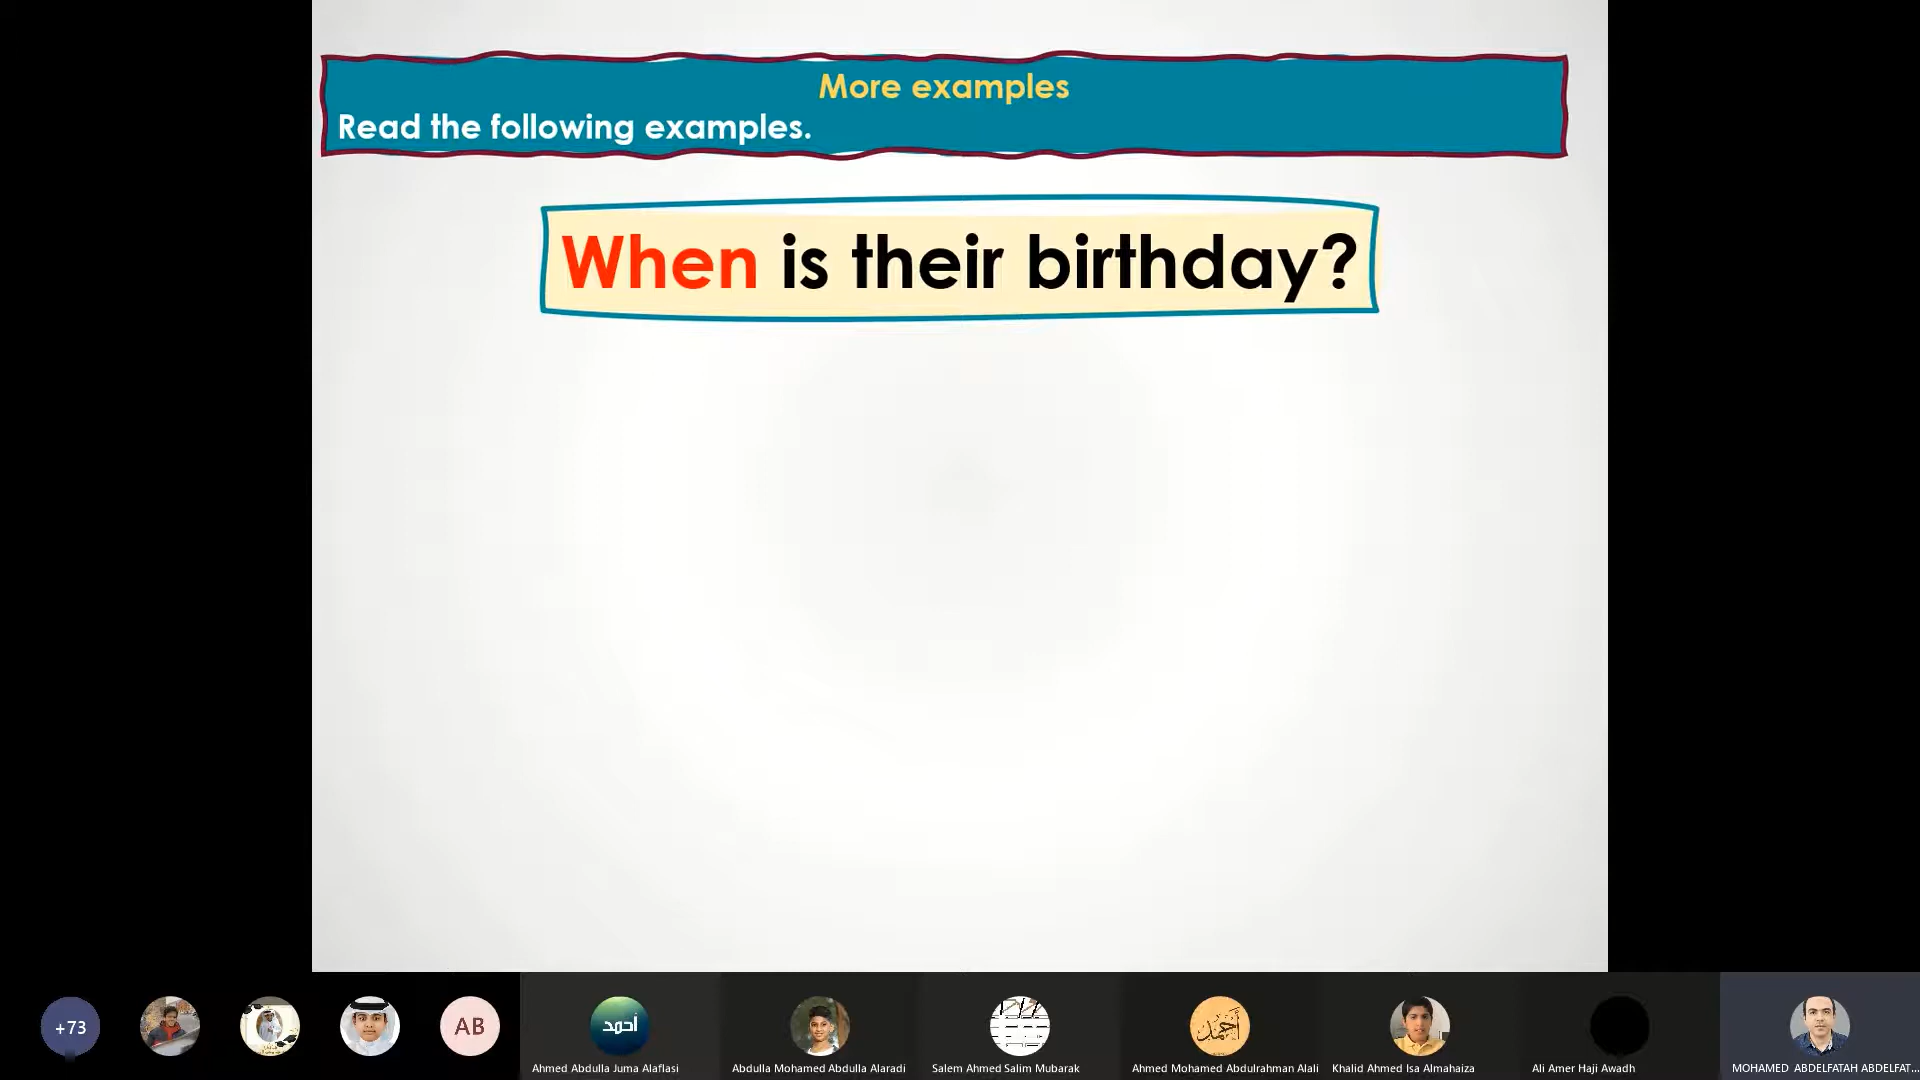 More examples
Read the following examples.
When is their birthday?
+73
AB
أحمد
أحمد
Ahmed Abdulla Juma Alaflasi
Abdulla Mohamed Abdulla Alaradi
Salem Ahmed Salim Mubarak
Ahmed Mohamed Abdulrahman Alali
Khalid Ahmed Isa Almahaiza
Ali Amer Haji Awadh
MOHAMED ABDELFATAH ABDELFAT...